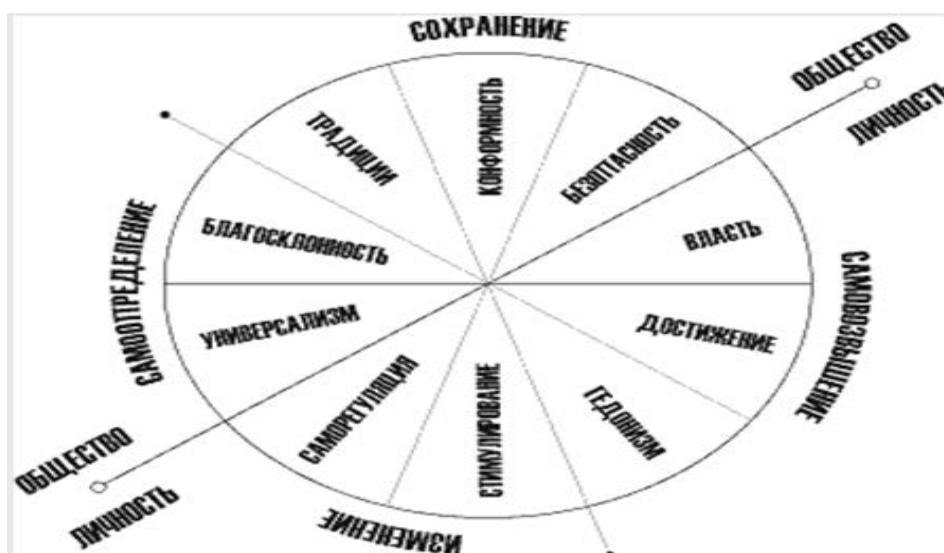 СОХРАНЕНИЕ
ОБЩЕСТВО
ЛИЧНОСТЬ
ТРАДИЦИИ
КОНФОРМНОСТЬ
БЕЗОПАСНОСТЬ
БЛАГОСКЛОННОСТЬ
ВЛАСТЬ
САМООПРЕДЕЛЕНИЕ
САМОВОЗВЫШЕНИЕ
УНИВЕРСАЛИЗМ
ДОСТИЖЕНИЕ
САМОРЕГУЛЯЦИЯ
СТИМУЛИРОВАНИЕ
ГЕДОНИЗМ
ОБЩЕСТВО
ЛИЧНОСТЬ
ИЗМЕНЕНИЕ